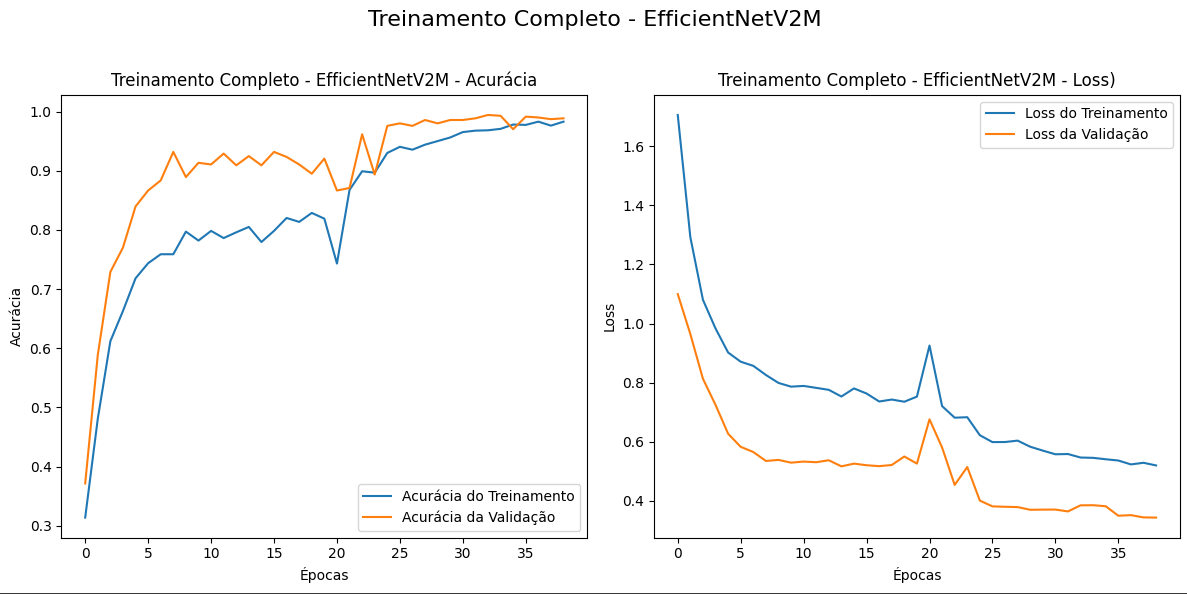 Treinamento Completo - EfficientNetV2M
Treinamento Completo - EfficientNetV2M - Acurácia
1.0
0.9
0.8
0.7
0.6
0.5
0.4
0.3
Acurácia
0 5 10 15 20 25 30 35
Épocas
Acurácia do Treinamento
Acurácia da Validação
Treinamento Completo - EfficientNetV2M - Loss)
1.6
1.4
1.2
1.0
0.8
0.6
0.4
Loss
0 5 10 15 20 25 30 35
Épocas
Loss do Treinamento
Loss da Validação